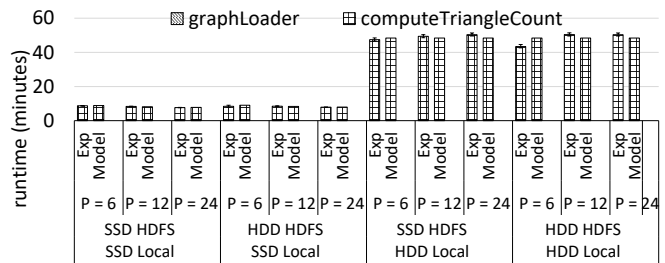 graphLoader computeTriangleCount
runtime (minutes)
60
40
20
0
Exp Model Exp Model Exp Model Exp Model Exp Model Exp Model Exp Model Exp Model Exp Model Exp Model Exp Model Exp Model
P = 6 P = 12 P = 24 P = 6 P = 12 P = 24 P = 6 P = 12 P = 24 P = 6 P = 12 P = 24
SSD HDFS HDD HDFS SSD HDFS HDD HDFS
SSD Local SSD Local HDD Local HDD Local